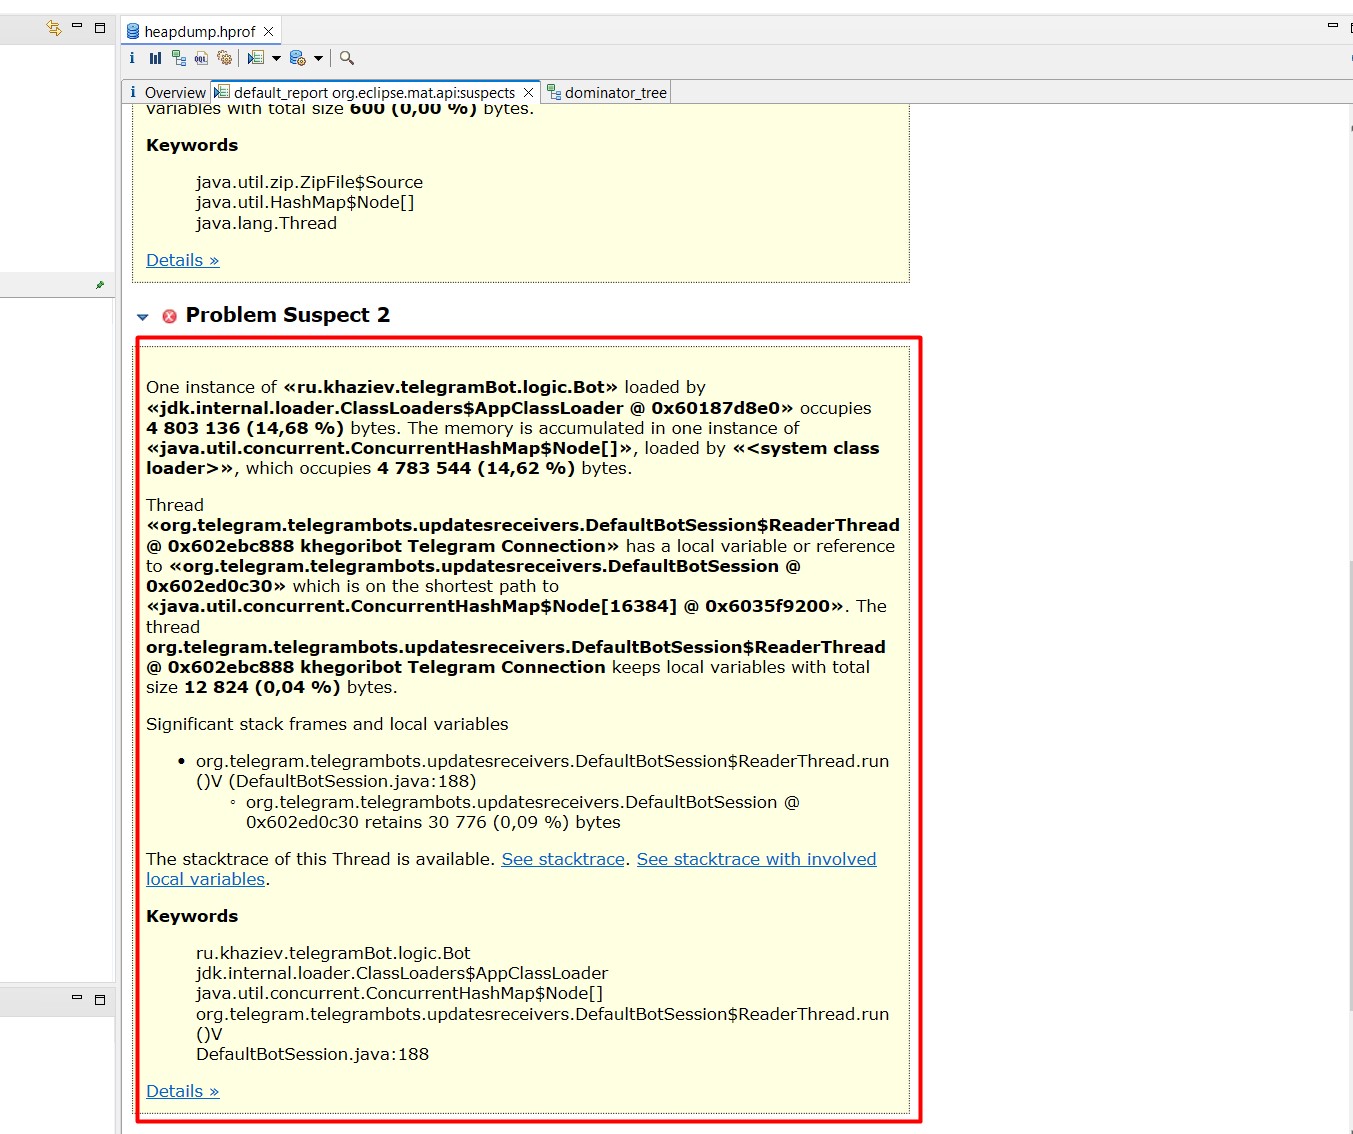 heapdump.hprof
i OQL
i Overview default_report org.eclipse.mat.api:suspects dominator_tree
variables with total size 600 (0,00 %) bytes.
Keywords
java.util.zip.ZipFile$Source
java.util.HashMap$Node[]
java.lang.Thread
Details »
Problem Suspect 2
One instance of «ru.khaziev.telegramBot.logic.Bot» loaded by
«jdk.internal.loader.ClassLoaders$AppClassLoader @ 0x60187d8e0» occupies
4 803 136 (14,68 %) bytes. The memory is accumulated in one instance of
«java.util.concurrent.ConcurrentHashMap$Node[]», loaded by «<system class
loader>», which occupies 4 783 544 (14,62 %) bytes.
Thread
«org.telegram.telegrambots.updatesreceivers.DefaultBotSession$ReaderThread
@ 0x602ebc888 khegoribot Telegram Connection» has a local variable or reference
to «org.telegram.telegrambots.updatesreceivers.DefaultBotSession @
0x602ed0c30» which is on the shortest path to
«java.util.concurrent.ConcurrentHashMap$Node[16384] @ 0x6035f9200». The
thread
org.telegram.telegrambots.updatesreceivers.DefaultBotSession$ReaderThread
@ 0x602ebc888 khegoribot Telegram Connection keeps local variables with total
size 12 824 (0,04 %) bytes.
Significant stack frames and local variables
• org.telegram.telegrambots.updatesreceivers.DefaultBotSession$ReaderThread.run
()V (DefaultBotSession.java:188)
◦ org.telegram.telegrambots.updatesreceivers.DefaultBotSession @
0x602ed0c30 retains 30 776 (0,09 %) bytes
The stacktrace of this Thread is available. See stacktrace. See stacktrace with involved
local variables.
Keywords
ru.khaziev.telegramBot.logic.Bot
jdk.internal.loader.ClassLoaders$AppClassLoader
java.util.concurrent.ConcurrentHashMap$Node[]
org.telegram.telegrambots.updatesreceivers.DefaultBotSession$ReaderThread.run
()V
DefaultBotSession.java:188
Details »